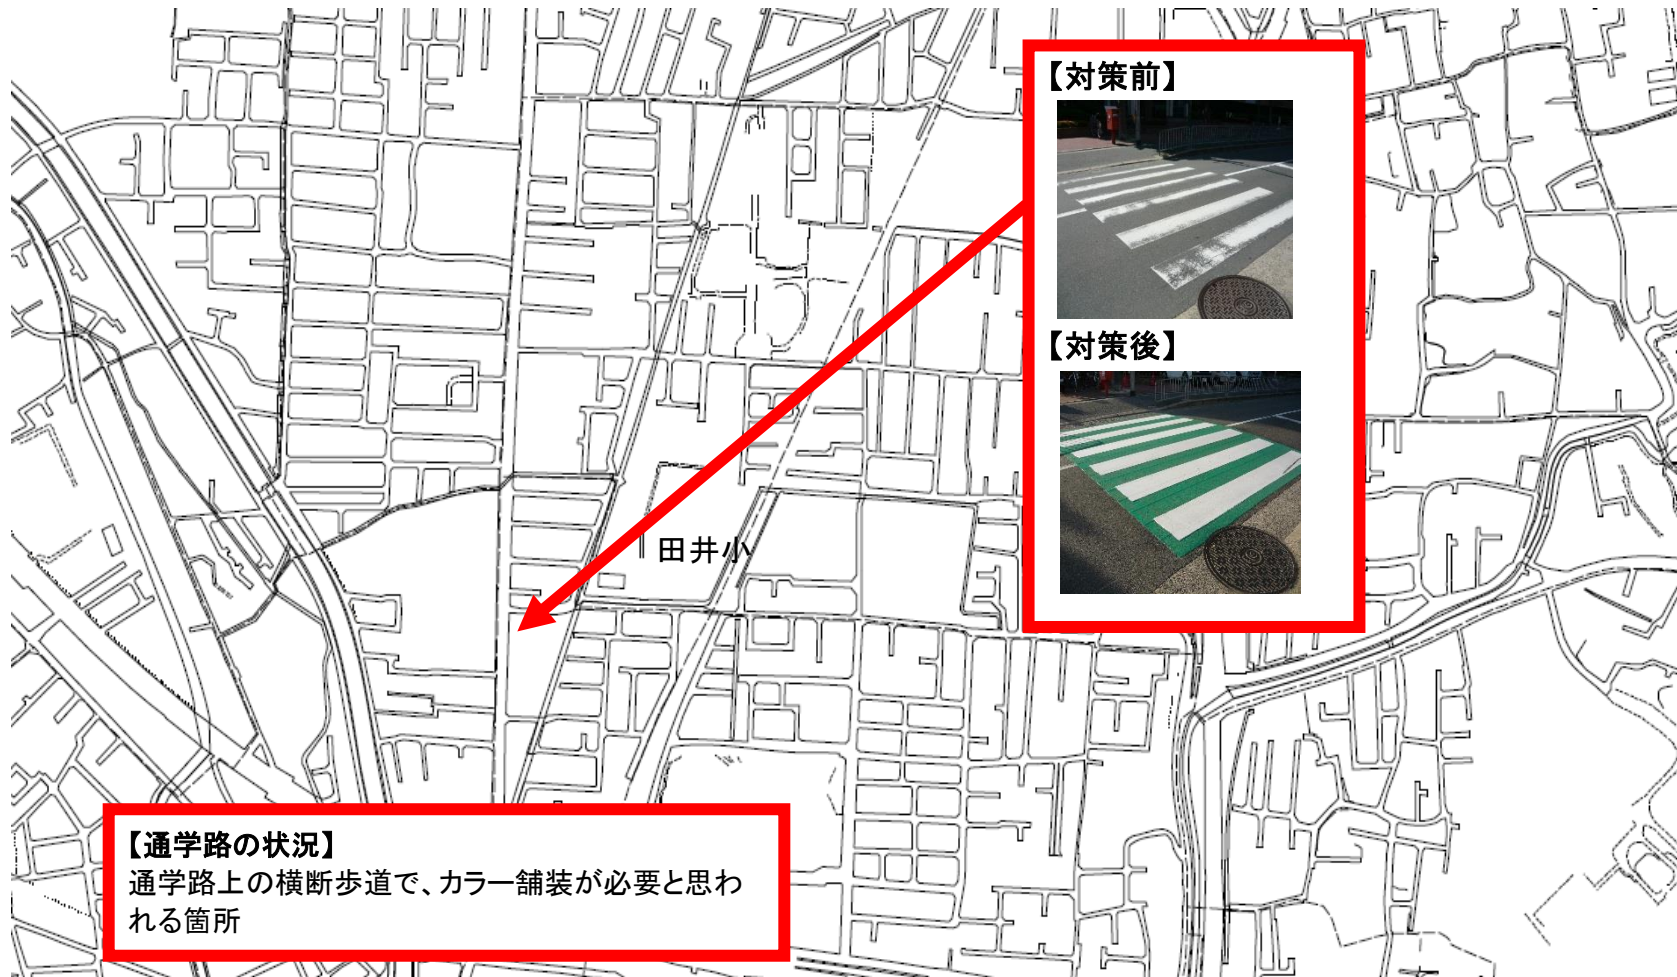 【対策前】
【対策後】
田井小
【通学路の状況】
通学路上の横断歩道で、カラー舗装が必要と思わ
れる箇所